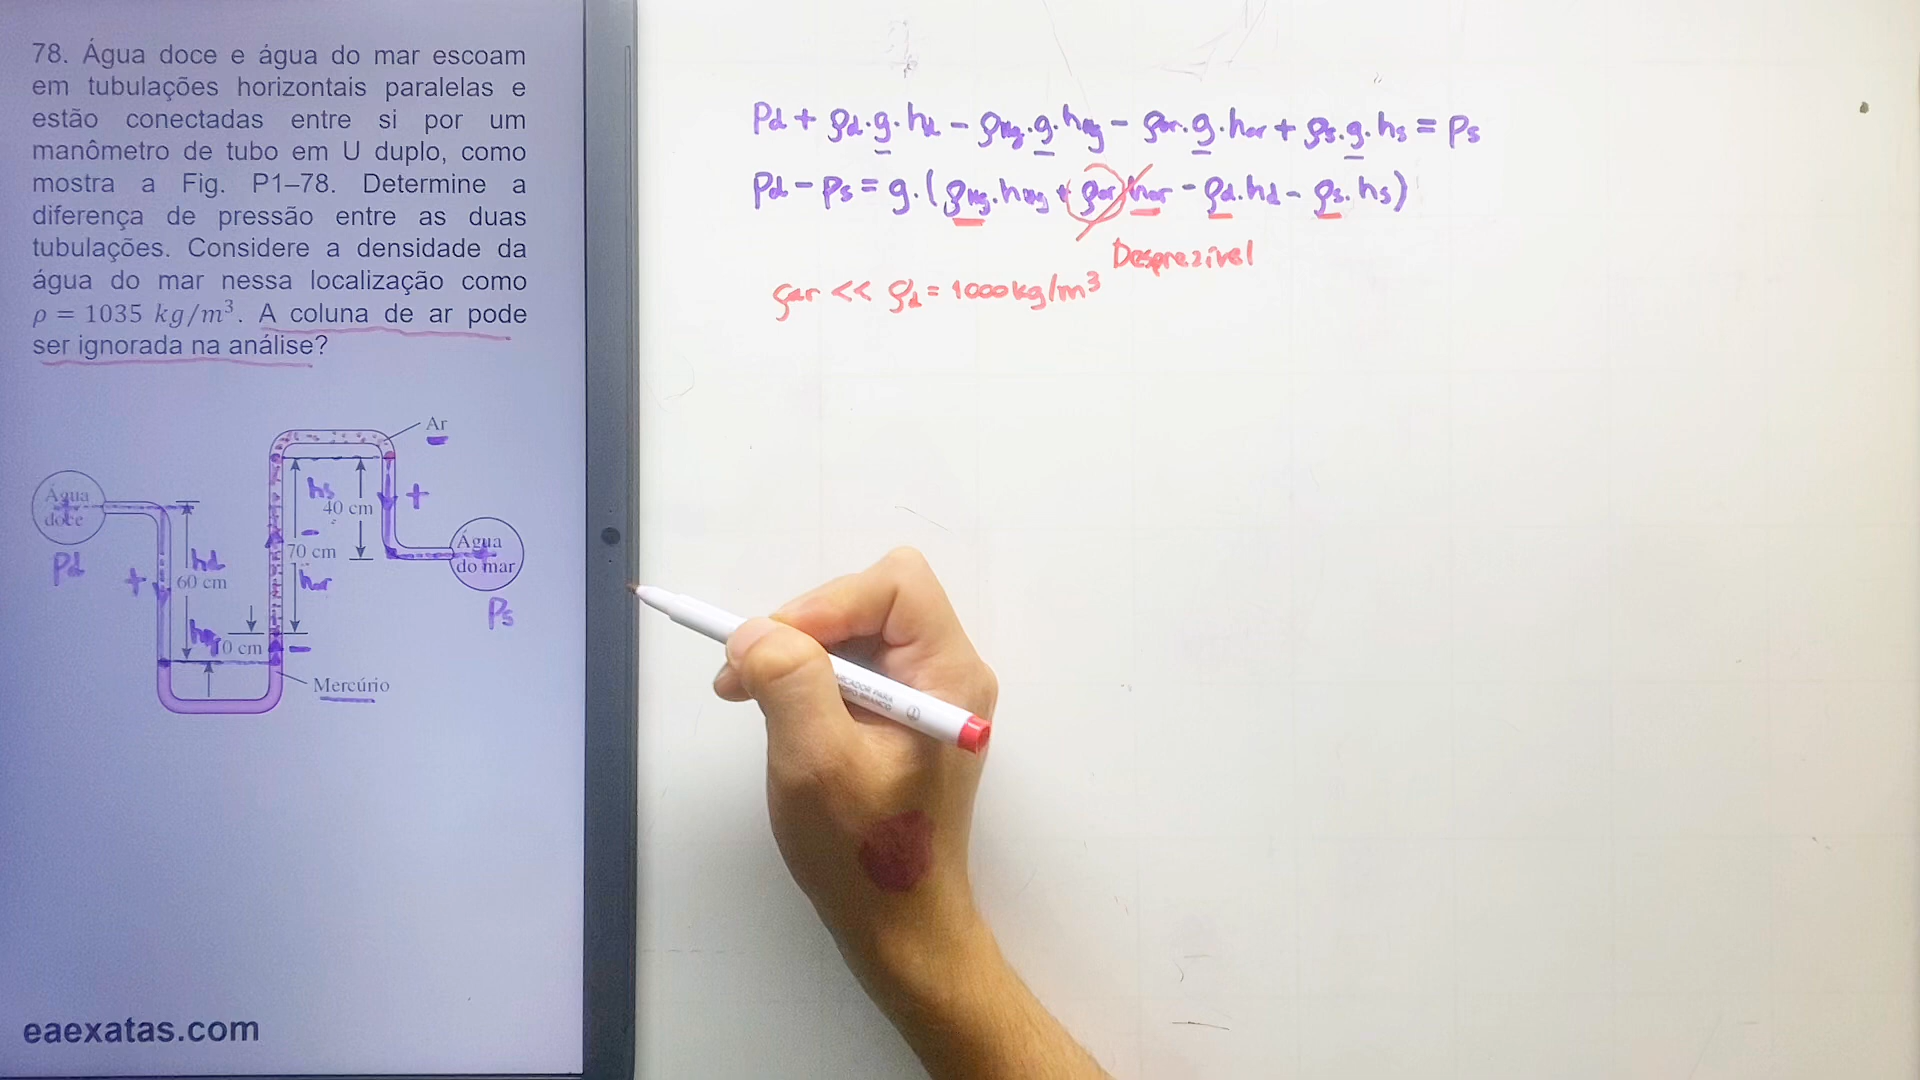 78. Água doce e água do mar escoam
em tubulações horizontais paralelas e
estão conectadas entre si por um
manômetro de tubo em U duplo, como
mostra a Fig. P1–78. Determine a
diferença de pressão entre as duas
tubulações. Considere a densidade da
água do mar nessa localização como
ρ = 1035 kg/m³. A coluna de ar pode
ser ignorada na análise?
Ar
Água
doce
hs
40 cm
+
Água
do mar
Pd
+
hd
60 cm
-
70 cm
har
Ps
hHg
10 cm
-
Mercúrio
eaexatas.com
Pd + ρd.g.hd - ρHg.g.hHg - ρar.g.har + ρs.g.hs = Ps
Pd - Ps = g.(ρHg.hHg + ρar.har - ρd.hd - ρs.hs)
Desprezível
ρar << ρd = 1000kg/m³
MARCADOR PARA
QUADRO BRANCO